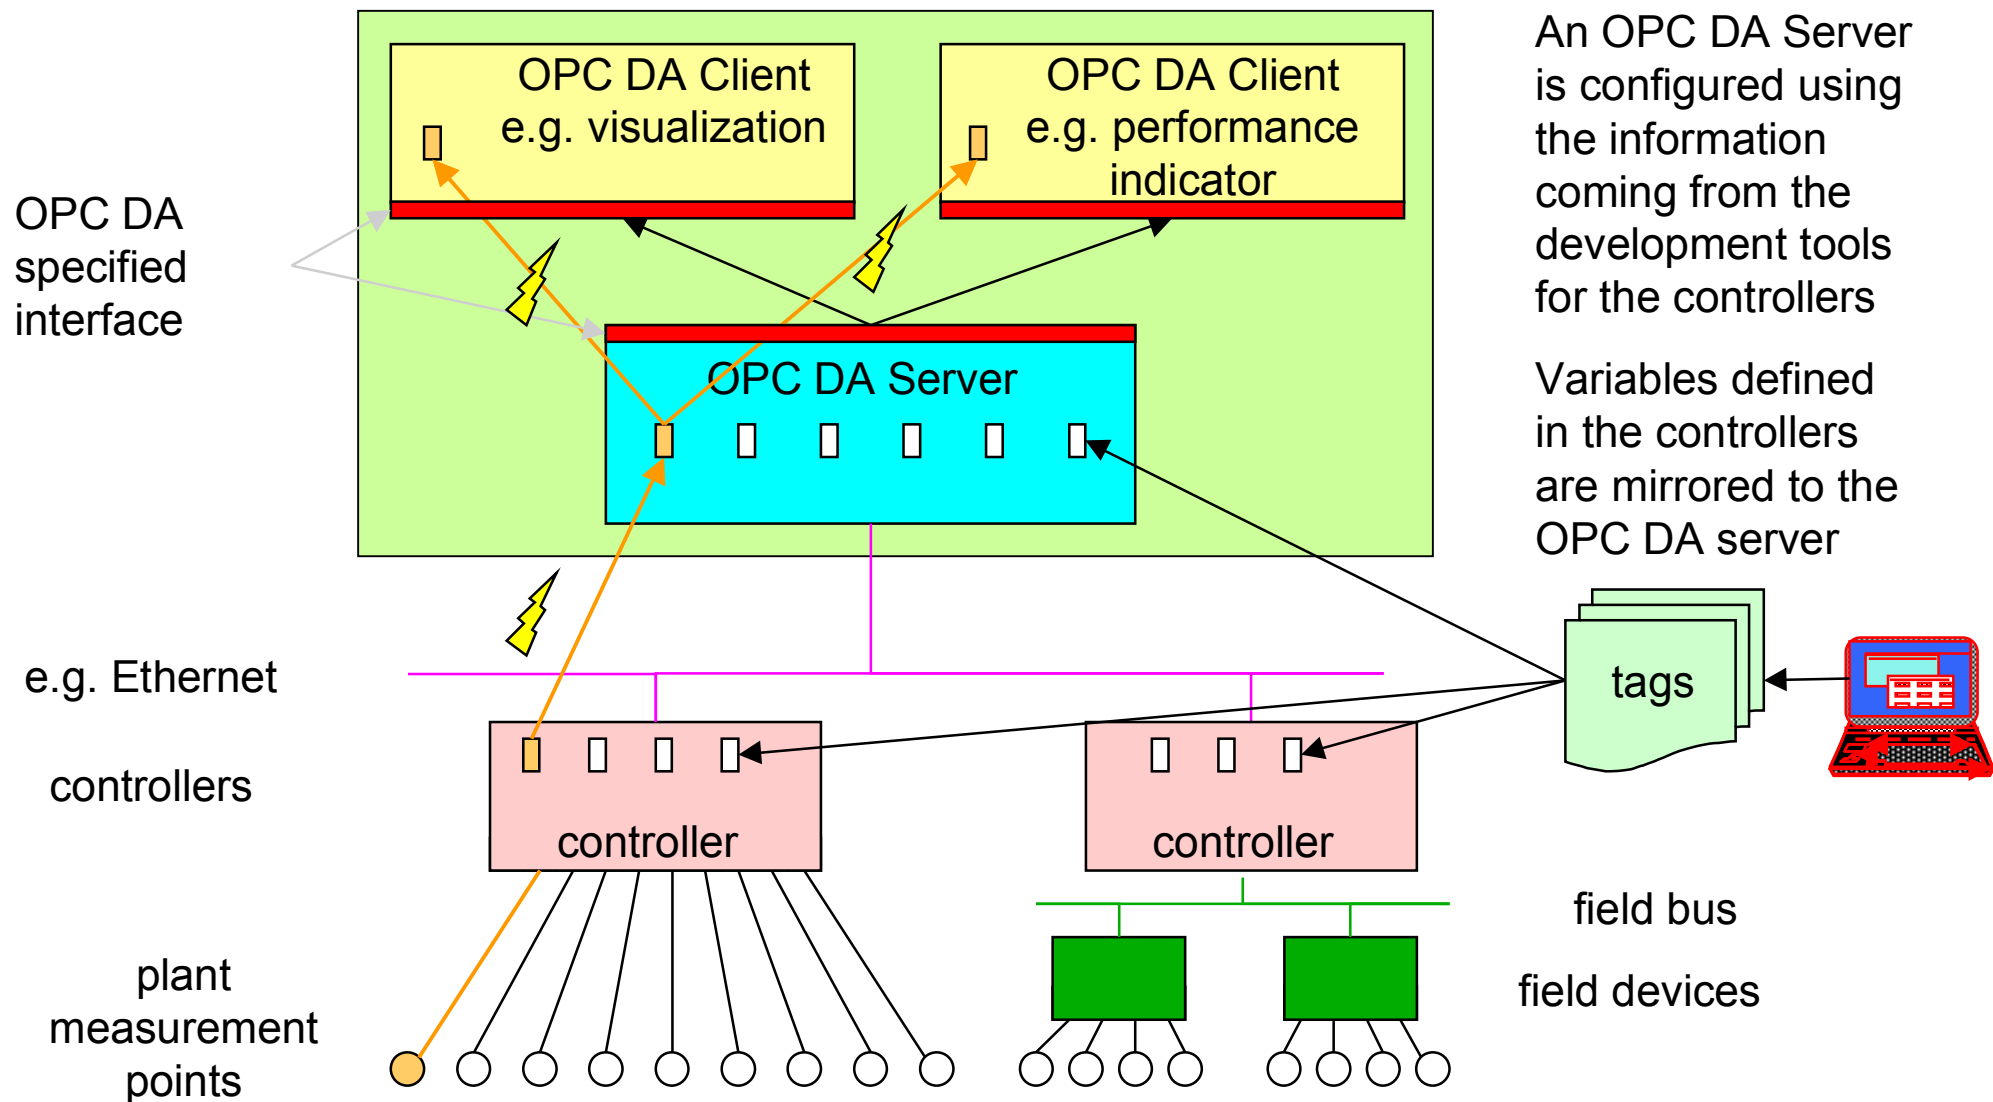 OPC DA Client
e.g. visualization
OPC DA Client
e.g. performance
indicator
An OPC DA Server
is configured using
the information
coming from the
development tools
for the controllers
OPC DA
specified
interface
OPC DA Server
Variables defined
in the controllers
are mirrored to the
OPC DA server
e.g. Ethernet
tags
controllers
controller
controller
field bus
field devices
plant
measurement
points